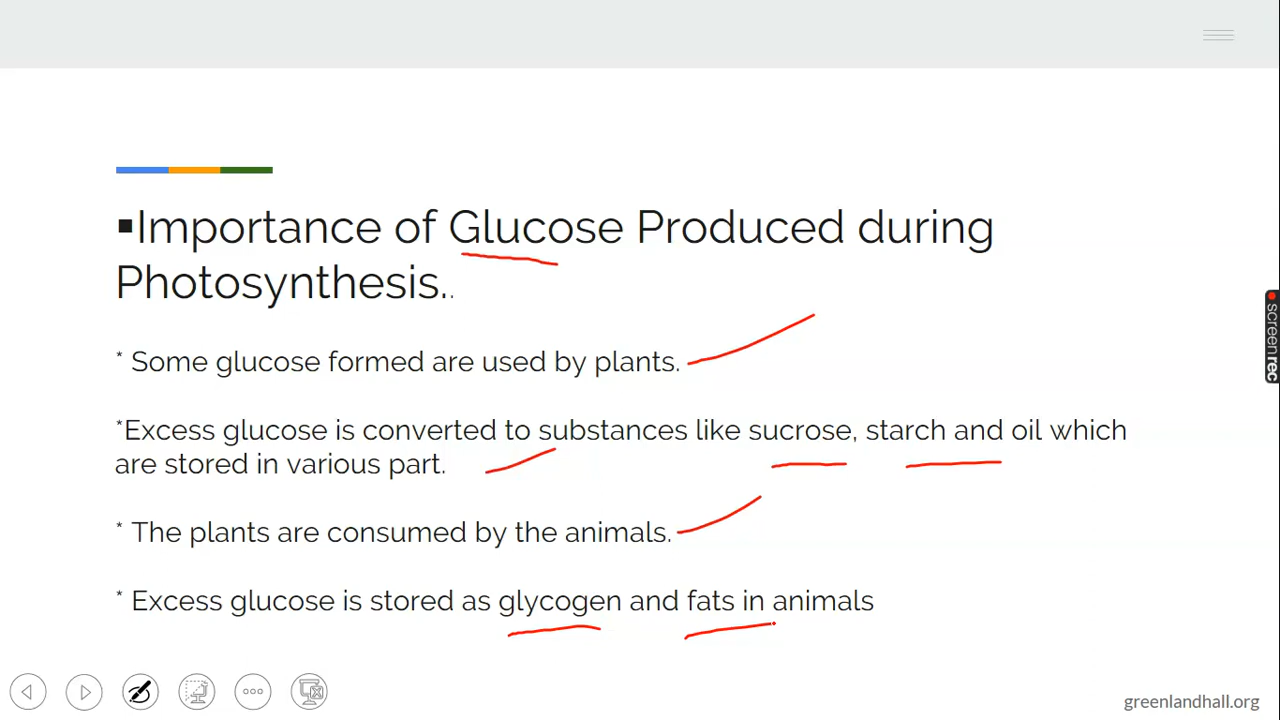 ▪Importance of Glucose Produced during
Photosynthesis..
* Some glucose formed are used by plants.
*Excess glucose is converted to substances like sucrose, starch and oil which
are stored in various part.
* The plants are consumed by the animals.
* Excess glucose is stored as glycogen and fats in animals
screenrec
greenlandhall.org